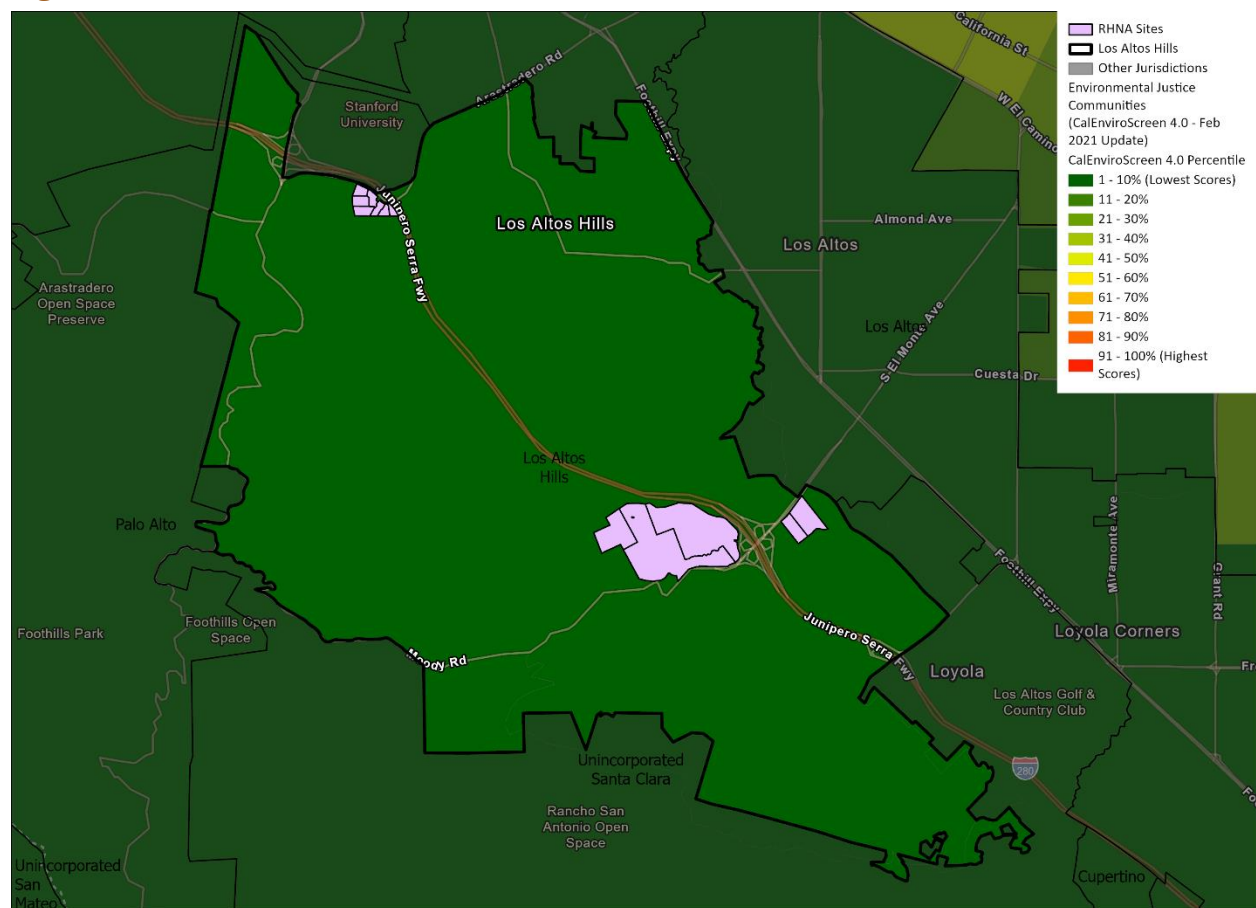 RHNA Sites
Los Altos Hills
Other Jurisdictions
Environmental Justice
Communities
(CalEnviroScreen 4.0 - Feb
2021 Update)
CalEnviroScreen 4.0 Percentile
1 - 10% (Lowest Scores)
11 - 20%
21 - 30%
31 - 40%
41 - 50%
51 - 60%
61 - 70%
71 - 80%
81 - 90%
91 - 100% (Highest
Scores)
California St
W El Camino
Arastradero Rd
Foothill Expy
Stanford
University
Junipero Serra Fwy
Los Altos Hills
Los Altos
Almond Ave
Arastradero
Open Space
Preserve
Los Altos
S El Monte Ave
Cuesta Dr
Los Altos
Hills
Palo Alto
Miramonte Ave
Grant Rd
Foothill Expy
Foothills Park
Foothills Open
Space
Moody Rd
Junipero Serra Fwy
Loyola Corners
Fr
Loyola
Los Altos Golf &
Country Club
Unincorporated
Santa Clara
280
Fo
Rancho San
Antonio Open
Space
Unincorporated
San
Mateo
Cupertino